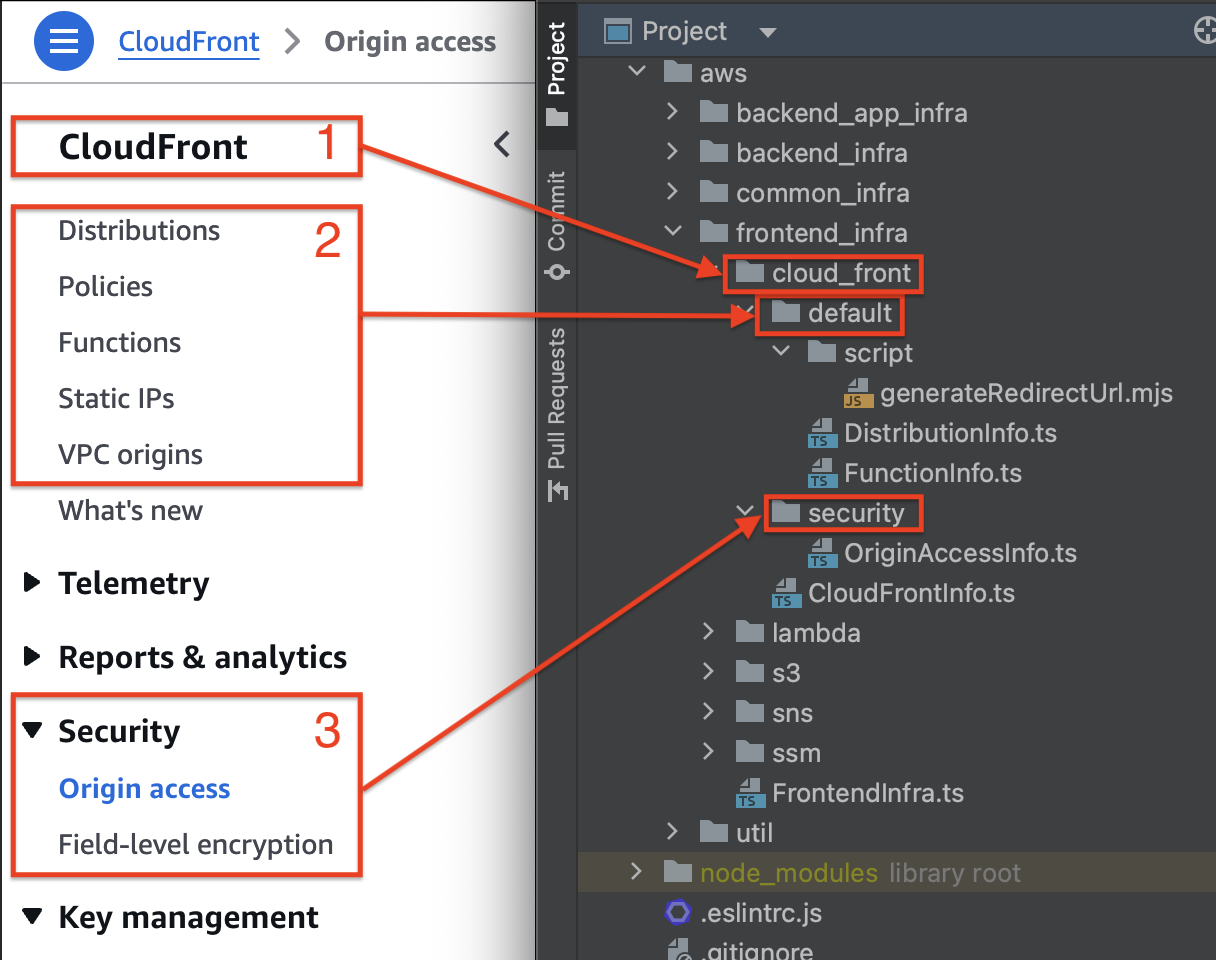 CloudFront > Origin access
CloudFront 1
Distributions 2
Policies
Functions
Static IPs
VPC origins
What's new
Telemetry
Reports & analytics
Security 3
Origin access
Field-level encryption
Key management
Project
Commit
Pull Requests
Project
aws
backend_app_infra
backend_infra
common_infra
frontend_infra
cloud_front
default
script
JS generateRedirectUrl.mjs
TS DistributionInfo.ts
TS FunctionInfo.ts
security
TS OriginAccessInfo.ts
TS CloudFrontInfo.ts
lambda
s3
sns
ssm
TS FrontendInfra.ts
util
node_modules library root
.eslintrc.js
.gitignore